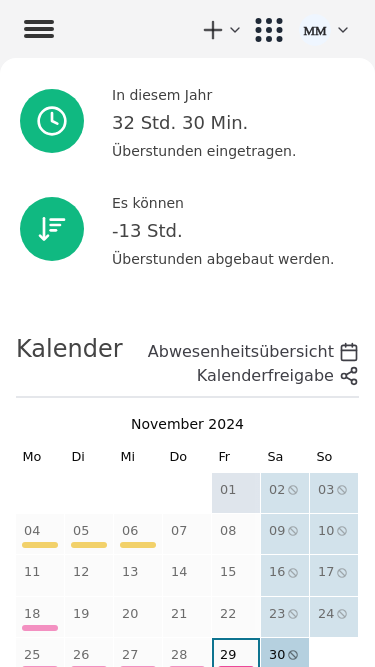 MM
In diesem Jahr
32 Std. 30 Min.
Überstunden eingetragen.
Es können
-13 Std.
Überstunden abgebaut werden.
Kalender
Abwesenheitsübersicht
Kalenderfreigabe
November 2024
Mo Di Mi Do Fr Sa So
01 02 03
04 05 06 07 08 09 10
11 12 13 14 15 16 17
18 19 20 21 22 23 24
25 26 27 28 29 30